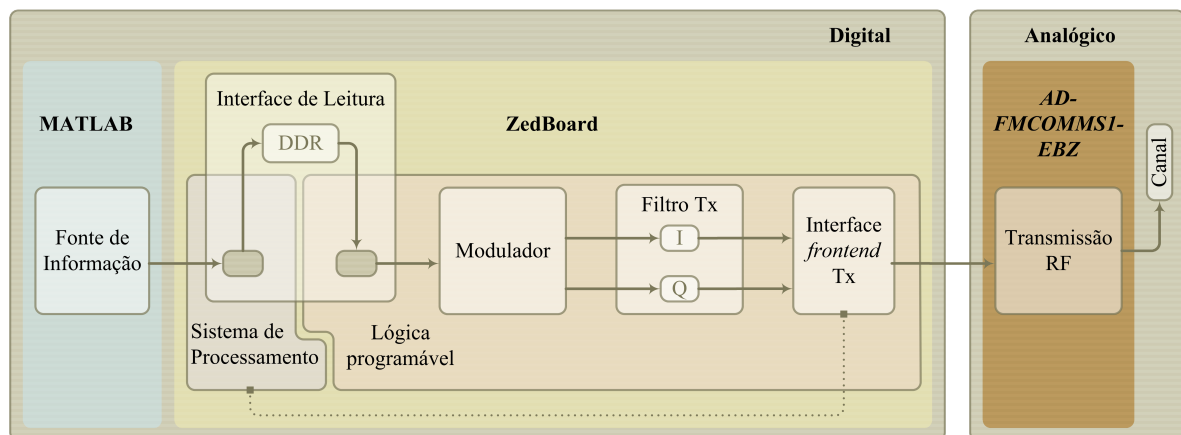 Digital
Analógico
MATLAB
Interface de Leitura
ZedBoard
AD-
FMCOMMS1-
EBZ
DDR
Canal
Fonte de
Informação
Modulador
Filtro Tx
I
Q
Interface
frontend
Tx
Transmissão
RF
Sistema de
Processamento
Lógica
programável